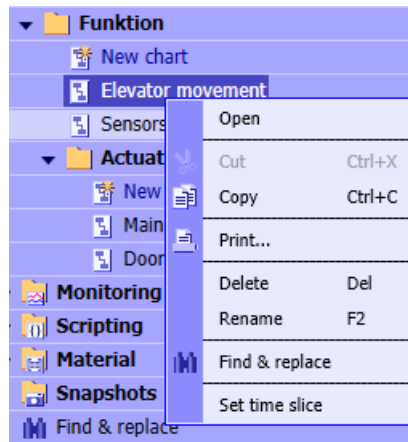 Funktion
New chart
Elevator movement
Sensors
Actuat
New
Main
Door
Monitoring
Scripting
Material
Snapshots
Find & replace
Open
Cut Ctrl+X
Copy Ctrl+C
Print...
Delete Del
Rename F2
Find & replace
Set time slice